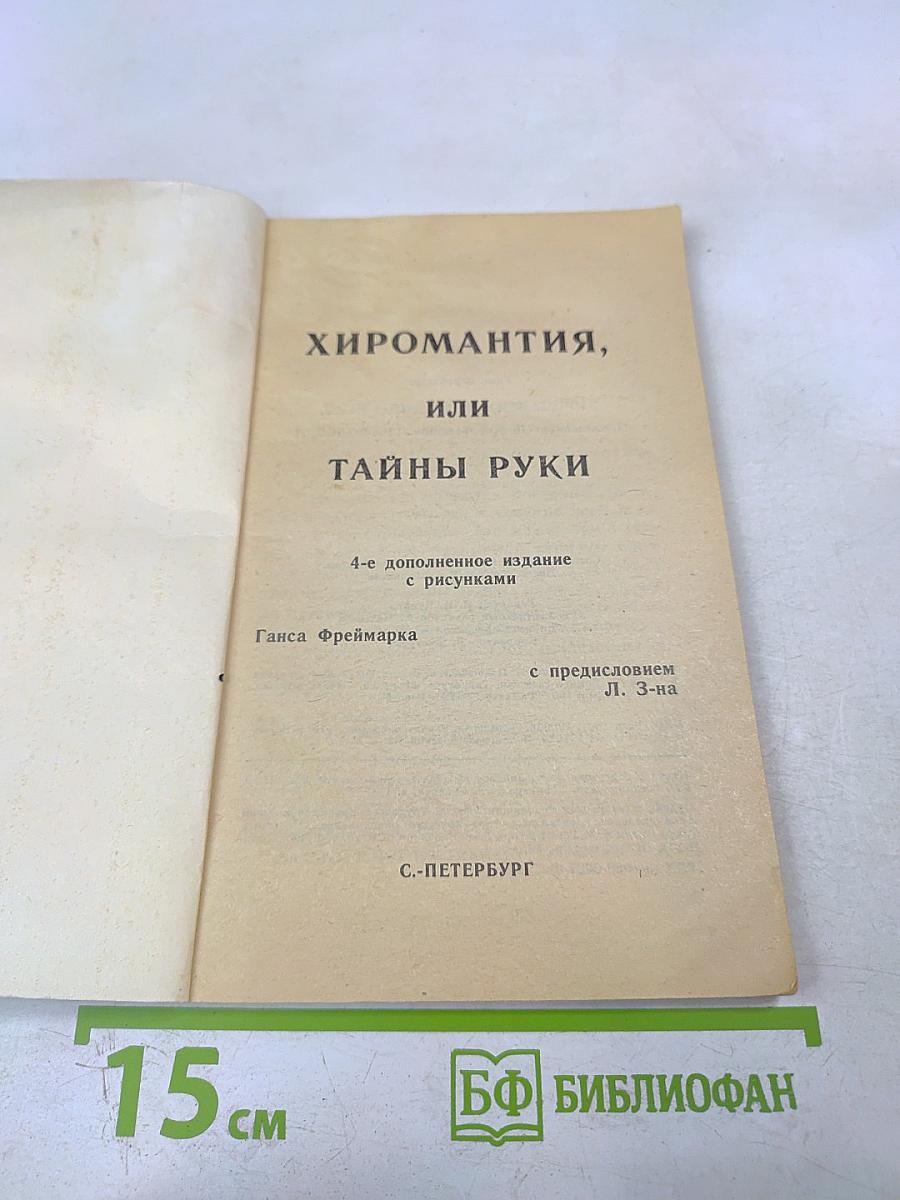 ХИРОМАНТИЯ,
ИЛИ
ТАЙНЫ РУКИ
4-е дополненное издание
с рисунками
Ганса Фреймарка
с предисловием
Л. З-на
С.-ПЕТЕРБУРГ
15 см
БФ БИБЛИОФАН